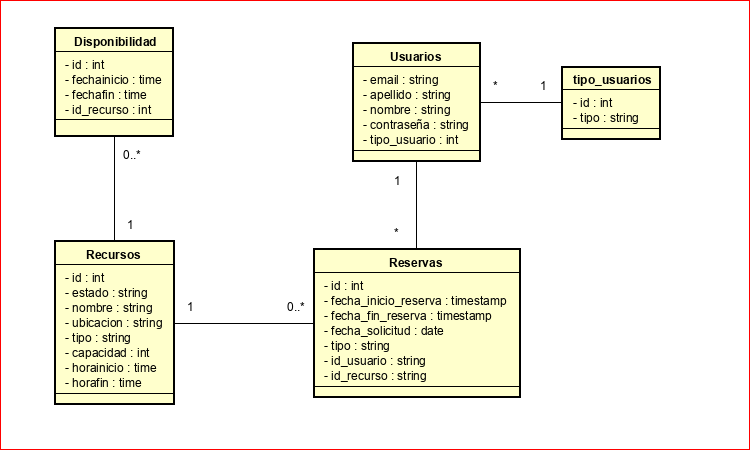 Disponibilidad
- id : int
- fechainicio : time
- fechafin : time
- id_recurso : int
Usuarios
- email : string
- apellido : string
- nombre : string
- contraseña : string
- tipo_usuario : int
* 1
tipo_usuarios
- id : int
- tipo : string
0..*
1
1
*
Recursos
- id : int
- estado : string
- nombre : string
- ubicacion : string
- tipo : string
- capacidad : int
- horainicio : time
- horafin : time
1 0..*
Reservas
- id : int
- fecha_inicio_reserva : timestamp
- fecha_fin_reserva : timestamp
- fecha_solicitud : date
- tipo : string
- id_usuario : string
- id_recurso : string